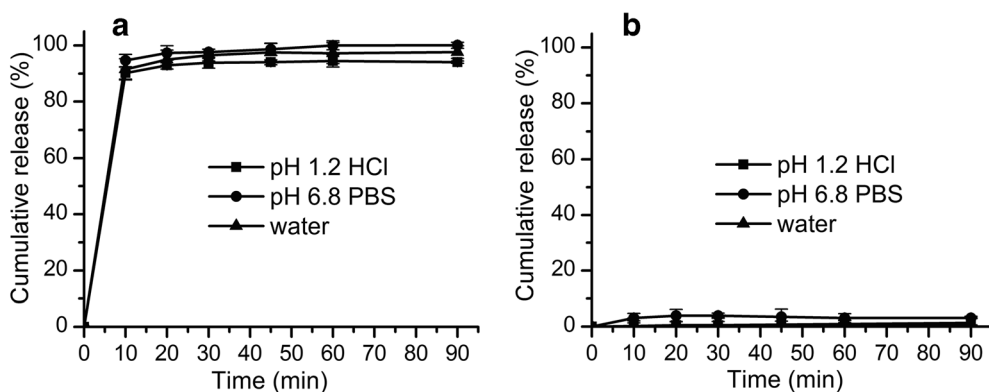 a
Cumulative release (%)
100
80
60
40
20
0
pH 1.2 HCl
pH 6.8 PBS
water
0 10 20 30 40 50 60 70 80 90
Time (min)
b
Cumulative release (%)
100
80
60
40
20
0
pH 1.2 HCl
pH 6.8 PBS
water
0 10 20 30 40 50 60 70 80 90
Time (min)